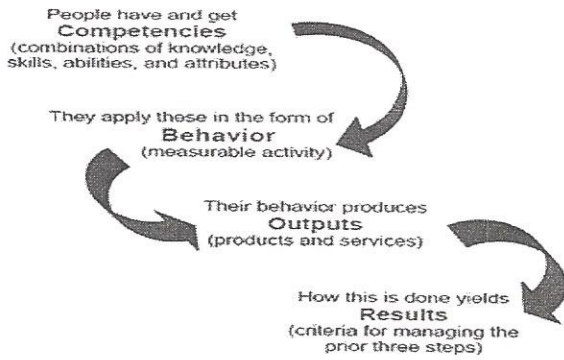 People have and get
Competencies
(combinations of knowledge,
skills, abilities, and attributes)
They apply these in the form of
Behavior
(measurable activity)
Their behavior produces
Outputs
(products and services)
How this is done yields
Results
(criteria for managing the
prior three steps)